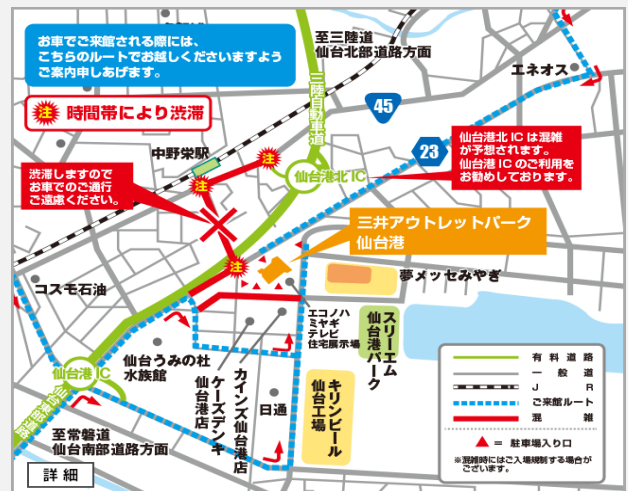 お車でご来館される際には、
こちらのルートでお越しくださいますよう
ご案内申しあげます。
至三陸道
仙台北部道路方面
エネオス
注 時間帯により渋滞
三陸自動車道
45
中野栄駅
注
注
23
仙台港北ICは混雑
が予想されます。
仙台港ICのご利用を
お勧めしております。
渋滞しますので
お車でのご通行
ご遠慮ください。
仙台港北IC
三井アウトレットパーク
仙台港
注
夢メッセみやぎ
コスモ石油
エコノハ
ミヤギ
テレビ
住宅展示場
スリーエム
仙台港パーク
仙台うみの杜
水族館
仙台港IC
ケーズデンキ
仙台港店
カインズ仙台港店
日通
キリンビール
仙台工場
至常磐道
仙台南部道路方面
詳細
有料道路
一般道
JR
ご来館ルート
混雑
▲ = 駐車場入り口
※混雑時にはご入場規制する場合が
ございます。